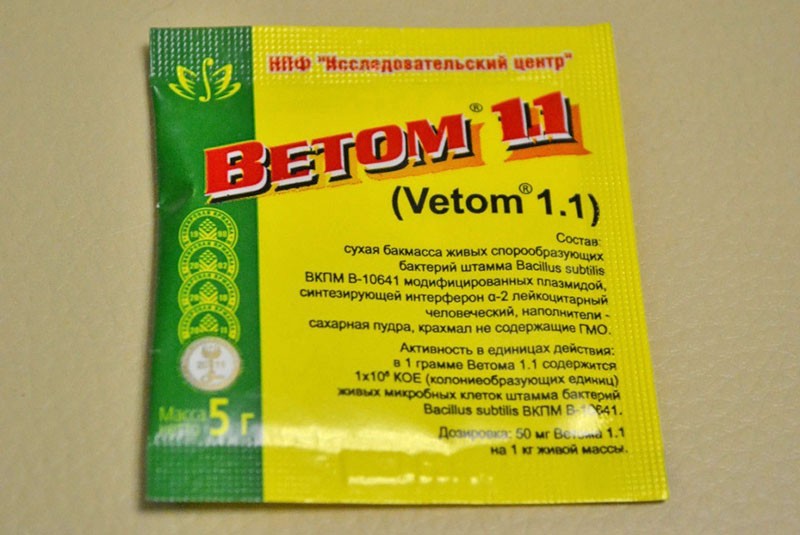 НПФ "Исследовательский центр"
ВЕТОМ® 1.1
(Vetom® 1.1)
Состав:
сухая бакмасса живых спорообразующих
бактерий штамма Bacillus subtilis
ВКПМ В-10641 модифицированных плазмидой,
синтезирующей интерферон α-2 лейкоцитарный
человеческий, наполнители -
сахарная пудра, крахмал не содержащие ГМО.
Активность в единицах действия:
в 1 грамме Ветома 1.1 содержится
1x10⁶ КОЕ (колониеобразующих единиц)
живых микробных клеток штамма бактерий
Bacillus subtilis ВКПМ В-10641.
Дозировка: 50 мг Ветома 1.1
на 1 кг живой массы.
Масса
нетто 5 г